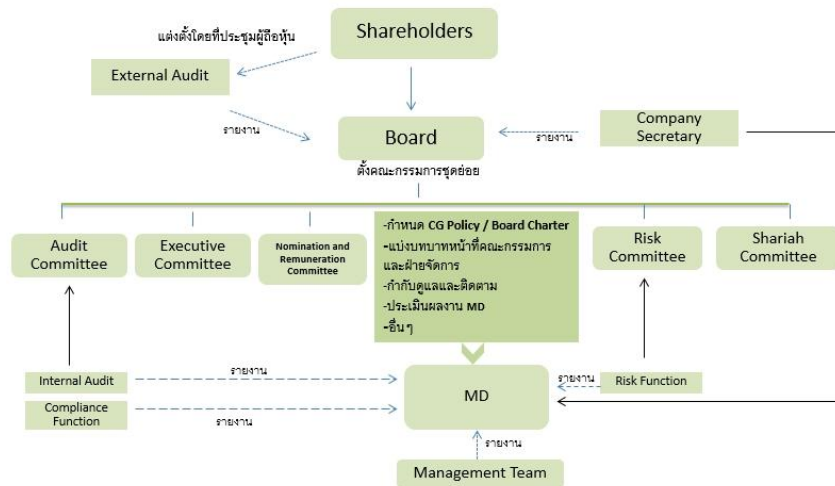 Shareholders
แต่งตั้งโดยที่ประชุมผู้ถือหุ้น
External Audit
รายงาน
Board
รายงาน
Company
Secretary
ตั้งคณะกรรมการชุดย่อย
Audit
Committee
Executive
Committee
Nomination and
Remuneration
Committee
-กำหนด CG Policy / Board Charter
-แบ่งบทบาทหน้าที่คณะกรรมการ
และฝ่ายจัดการ
-กำกับดูแลและติดตาม
-ประเมินผลงาน MD
-อื่นๆ
Risk
Committee
Shariah Committee
Internal Audit
รายงาน
Compliance
Function
รายงาน
MD
รายงาน
Risk Function
รายงาน
Management Team